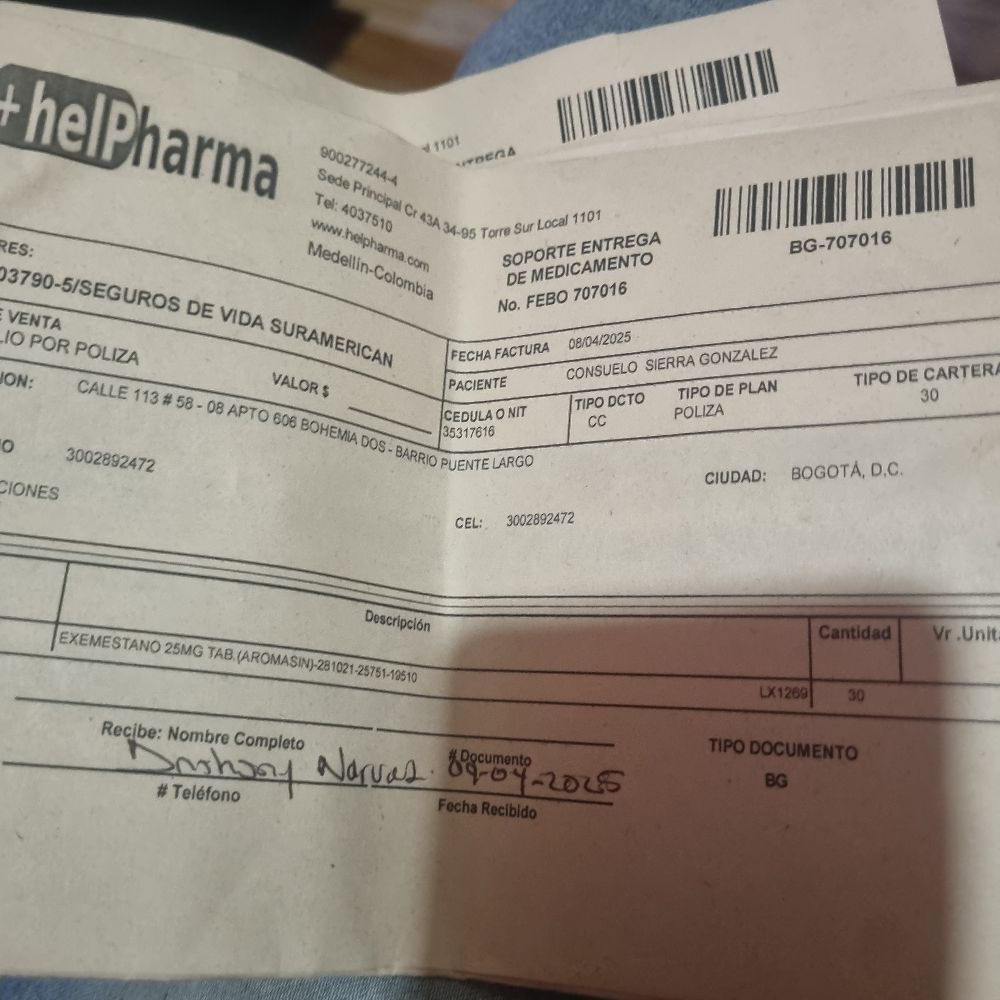 +helPharma
900277244-4
Sede Principal Cr 43A 34-95 Torre Sur Local 1101
Tel: 4037510
www.helpharma.com
Medellín-Colombia
1101
SOPORTE ENTREGA
DE MEDICAMENTO
No. FEBO 707016
BG-707016
RES:
03790-5/SEGUROS DE VIDA SURAMERICAN
E VENTA
LIO POR POLIZA
VALOR $
FECHA FACTURA 08/04/2025
PACIENTE CONSUELO SIERRA GONZALEZ
CEDULA O NIT
35317616
TIPO DCTO
CC
TIPO DE PLAN
POLIZA
TIPO DE CARTERA
30
ION: CALLE 113 # 58 - 08 APTO 606 BOHEMIA DOS - BARRIO PUENTE LARGO
O 3002892472
CIONES
CIUDAD: BOGOTÁ, D,C.
CEL: 3002892472
Descripción Cantidad Vr .Unita
EXEMESTANO 25MG TAB.(AROMASIN)-281021-25751-19510
LX1269 30
Recibe: Nombre Completo
#Documento
Narvaz 09-04-2025
# Teléfono
Fecha Recibido
TIPO DOCUMENTO
BG